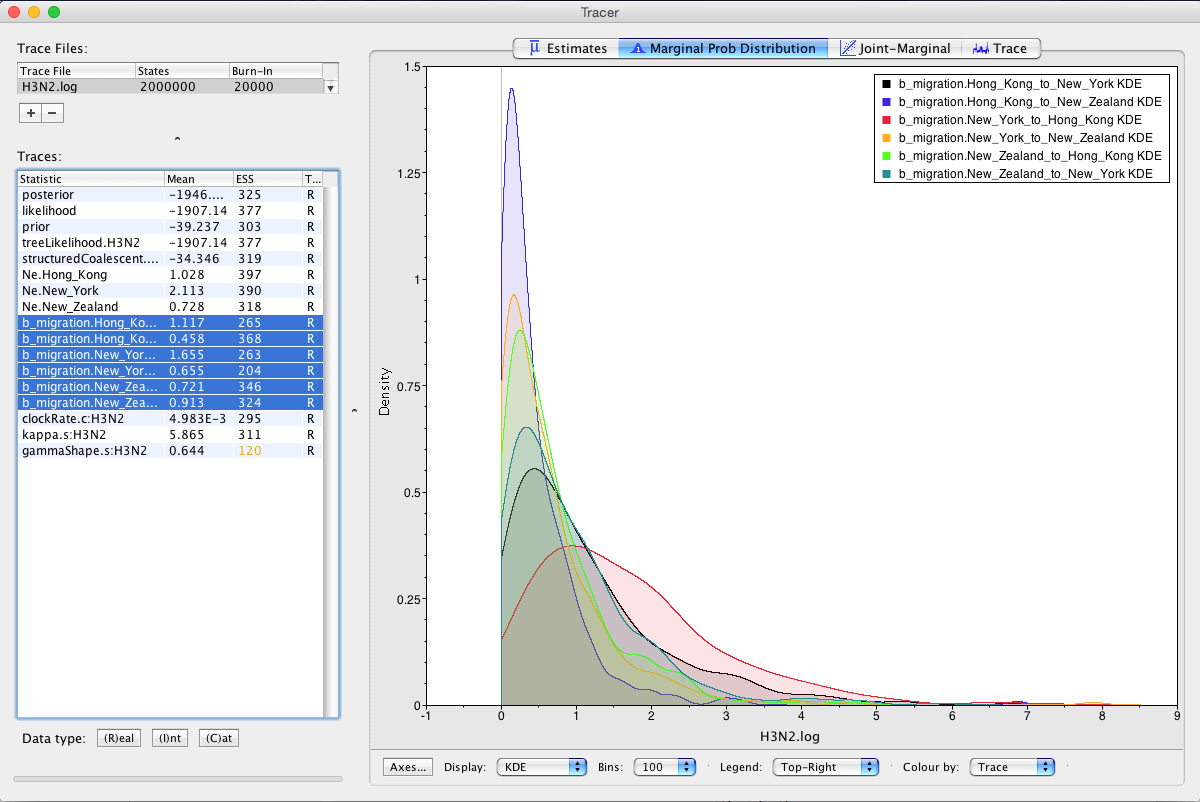 Tracer
Trace Files:
Trace File States Burn-In
H3N2.log 2000000 20000
+ −
Traces:
Statistic Mean ESS T...
posterior -1946.... 325 R
likelihood -1907.14 377 R
prior -39.237 303 R
treeLikelihood.H3N2 -1907.14 377 R
structuredCoalescent.... -34.346 319 R
Ne.Hong_Kong 1.028 397 R
Ne.New_York 2.113 390 R
Ne.New_Zealand 0.728 318 R
b_migration.Hong_Ko... 1.117 265 R
b_migration.Hong_Ko... 0.458 368 R
b_migration.New_Yor... 1.655 263 R
b_migration.New_Yor... 0.655 204 R
b_migration.New_Zea... 0.721 346 R
b_migration.New_Zea... 0.913 324 R
clockRate.c:H3N2 4.983E-3 295 R
kappa.s:H3N2 5.865 311 R
gammaShape.s:H3N2 0.644 120 R
Data type: (R)eal (I)nt (C)at
Estimates Marginal Prob Distribution Joint-Marginal Trace
b_migration.Hong_Kong_to_New_York KDE
b_migration.Hong_Kong_to_New_Zealand KDE
b_migration.New_York_to_Hong_Kong KDE
b_migration.New_York_to_New_Zealand KDE
b_migration.New_Zealand_to_Hong_Kong KDE
b_migration.New_Zealand_to_New_York KDE
1.5
1.25
1
0.75
0.5
0.25
0
Density
-1 0 1 2 3 4 5 6 7 8 9
H3N2.log
Axes... Display: KDE Bins: 100 Legend: Top-Right Colour by: Trace